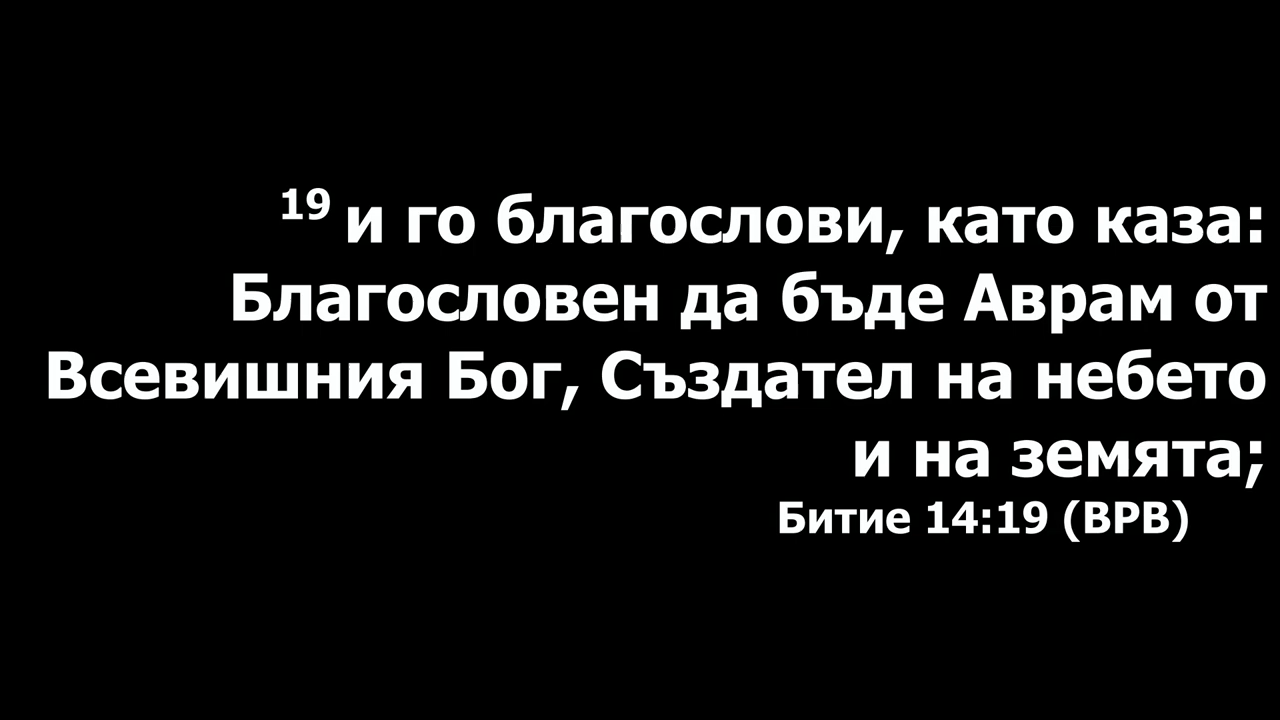 19 и го благослови, като каза:
Благословен да бъде Аврам от
Всевишния Бог, Създател на небето
и на земята;
Битие 14:19 (ВРВ)